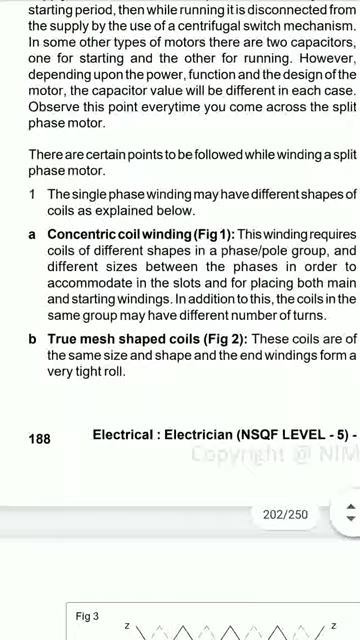 starting period, then while running it is disconnected from
the supply by the use of a centrifugal switch mechanism.
In some other types of motors there are two capacitors,
one for starting and the other for running. However,
depending upon the power, function and the design of the
motor, the capacitor value will be different in each case.
Observe this point everytime you come across the split
phase motor.
There are certain points to be followed while winding a split
phase motor.
1 The single phase winding may have different shapes of
coils as explained below.
a Concentric coil winding (Fig 1): This winding requires
coils of different shapes in a phase/pole group, and
different sizes between the phases in order to
accommodate in the slots and for placing both main
and starting windings. In addition to this, the coils in the
same group may have different number of turns.
b True mesh shaped coils (Fig 2): These coils are of
the same size and shape and the end windings form a
very tight roll.
188 Electrical : Electrician (NSQF LEVEL - 5) -
Copyright @ NIM
202/250
Fig 3
Z Z